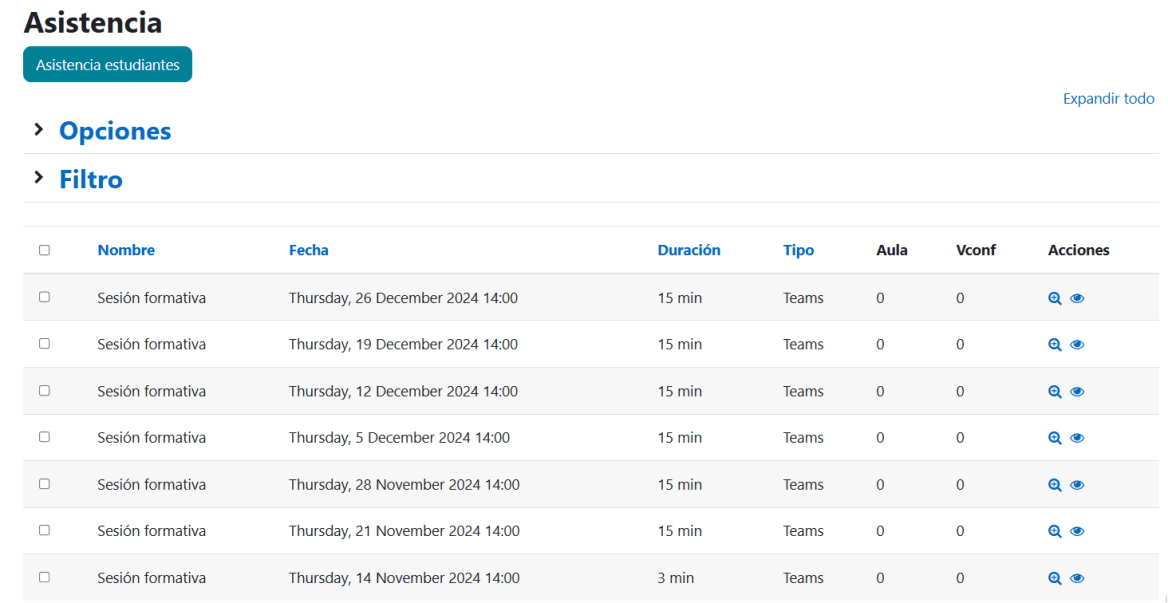 Asistencia
Asistencia estudiantes
Expandir todo
Opciones
Filtro
Nombre Fecha Duración Tipo Aula Vconf Acciones
Sesión formativa Thursday, 26 December 2024 14:00 15 min Teams 0 0
Sesión formativa Thursday, 19 December 2024 14:00 15 min Teams 0 0
Sesión formativa Thursday, 12 December 2024 14:00 15 min Teams 0 0
Sesión formativa Thursday, 5 December 2024 14:00 15 min Teams 0 0
Sesión formativa Thursday, 28 November 2024 14:00 15 min Teams 0 0
Sesión formativa Thursday, 21 November 2024 14:00 15 min Teams 0 0
Sesión formativa Thursday, 14 November 2024 14:00 3 min Teams 0 0